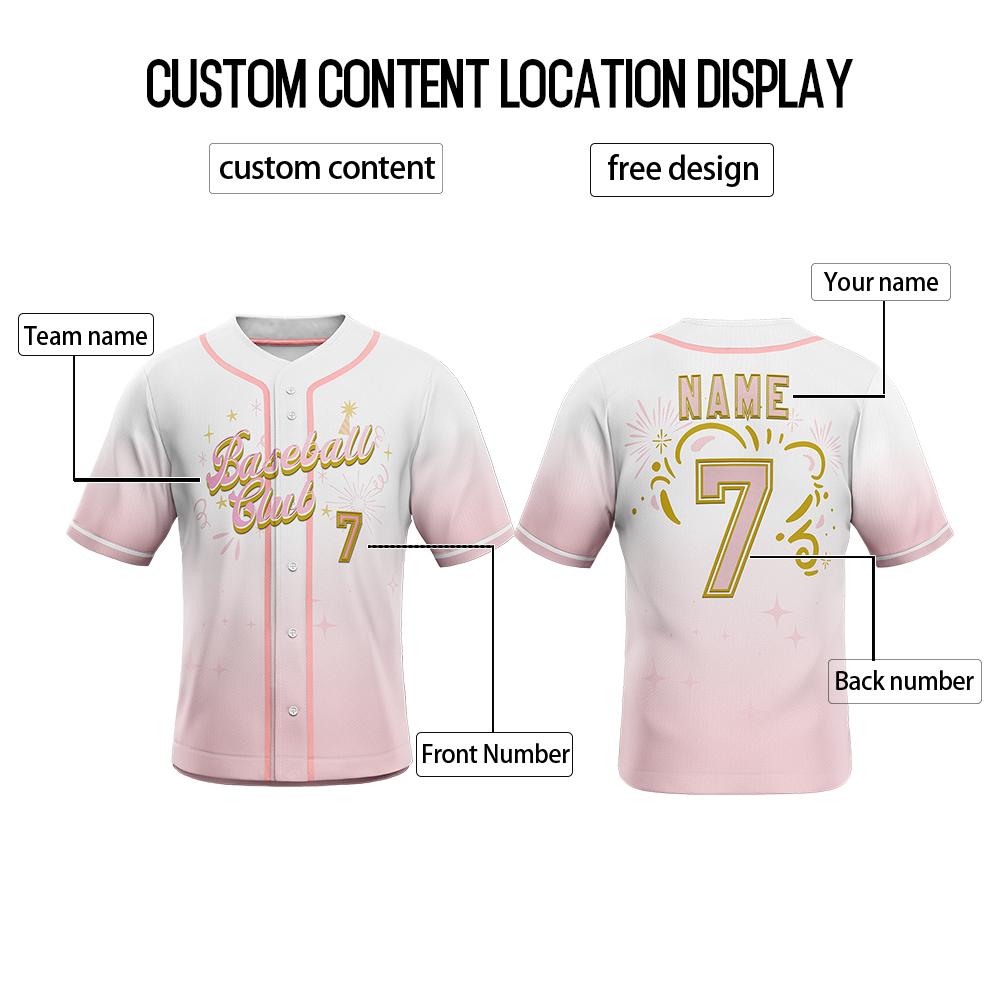 CUSTOM CONTENT LOCATION DISPLAY
custom content
free design
Your name
Team name
NAME
Baseball
Club
7
7
Back number
Front Number